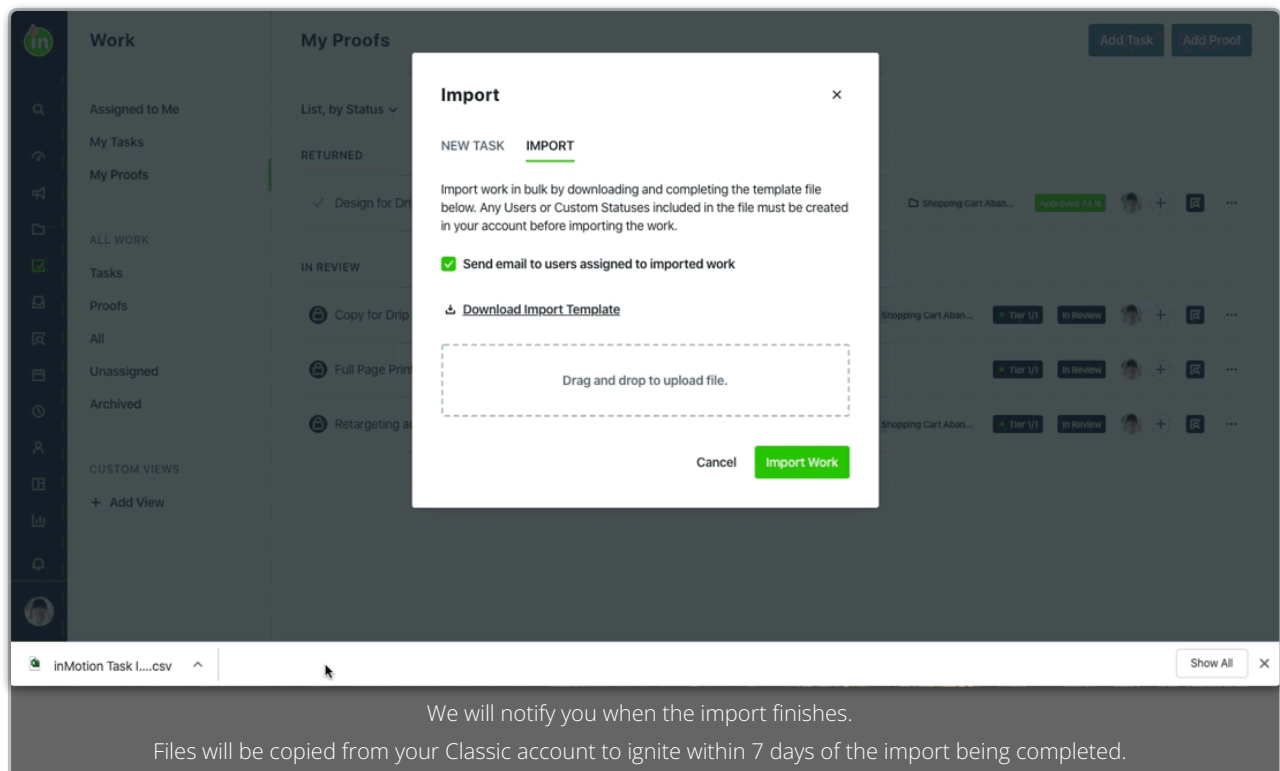 in
Work
My Proofs
Add Task
Add Proof
Import
Assigned to Me
List, by Status
My Tasks
NEW TASK
IMPORT
RETURNED
My Proofs
Import work in bulk by downloading and completing the template file
below. Any Users or Custom Statuses included in the file must be created
in your account before importing the work.
Design for Dri
Shopping Cart Aban...
Approved As Is
ALL WORK
Send email to users assigned to imported work
IN REVIEW
Tasks
Proofs
Download Import Template
Copy for Drip
Shopping Cart Aban...
Tier 1/1
In Review
All
Unassigned
Full Page Prin
Drag and drop to upload file.
Tier 1/1
In Review
Archived
Retargeting a
Shopping Cart Aban...
Tier 1/1
In Review
Cancel
Import Work
CUSTOM VIEWS
+ Add View
inMotion Task I....csv
Show All
We will notify you when the import finishes.
Files will be copied from your Classic account to ignite within 7 days of the import being completed.